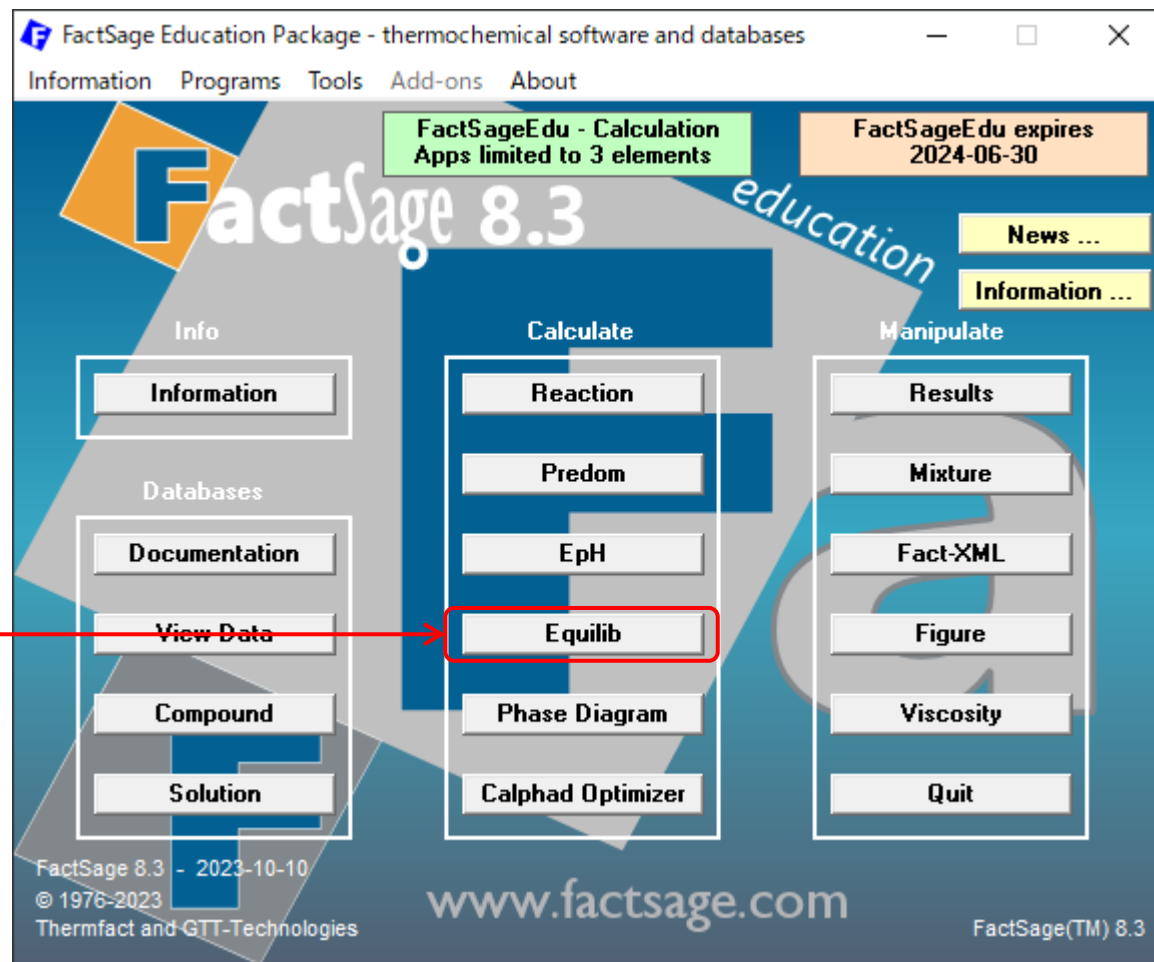 FactSage Education Package - thermochemical software and databases
Information Programs Tools Add-ons About
FactSageEdu - Calculation
Apps limited to 3 elements
FactSageEdu expires
2024-06-30
FactSage 8.3
education
News ...
Information ...
Info
Information
Databases
Documentation
View Data
Compound
Solution
Calculate
Reaction
Predom
EpH
Equilib
Phase Diagram
Calphad Optimizer
Manipulate
Results
Mixture
Fact-XML
Figure
Viscosity
Quit
FactSage 8.3 - 2023-10-10
© 1976-2023
Thermfact and GTT-Technologies
www.factsage.com
FactSage(TM) 8.3